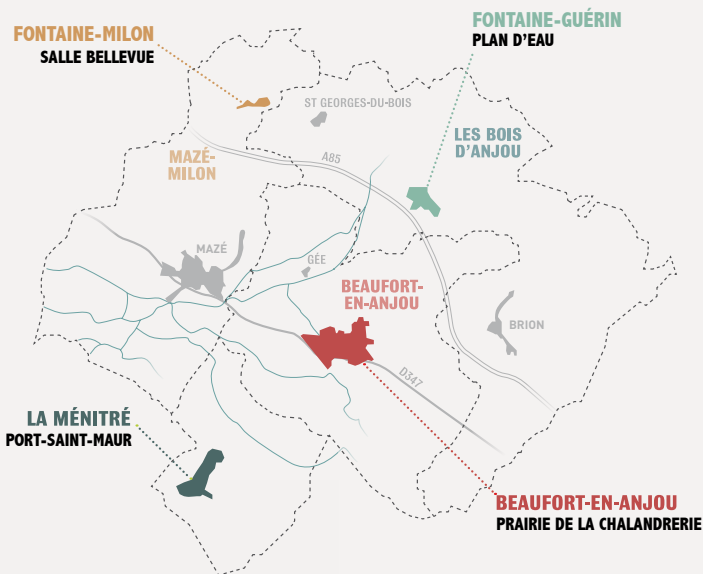 FONTAINE-MILON
SALLE BELLEVUE
FONTAINE-GUÉRIN
PLAN D'EAU
ST GEORGES-DU-BOIS
LES BOIS
D'ANJOU
MAZÉ-
MILON
A85
MAZÉ
GÉE
BEAUFORT-
EN-ANJOU
BRION
D347
LA MÉNITRÉ
PORT-SAINT-MAUR
BEAUFORT-EN-ANJOU
PRAIRIE DE LA CHALANDRERIE